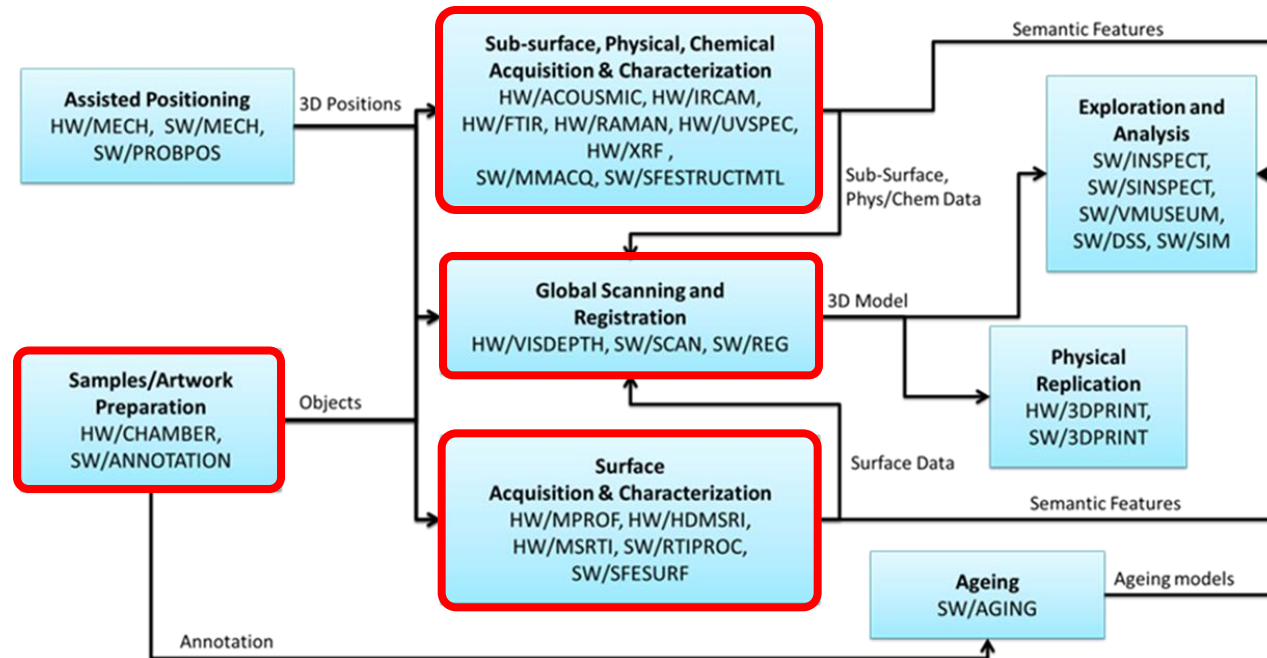 Sub-surface, Physical, Chemical
Acquisition & Characterization
HW/ACOUSMIC, HW/IRCAM,
HW/FTIR, HW/RAMAN, HW/UVSPEC,
HW/XRF ,
SW/MMACQ, SW/SFESTRUCTMTL
Semantic Features
Assisted Positioning
HW/MECH, SW/MECH,
SW/PROBPOS
3D Positions
Exploration and
Analysis
SW/INSPECT,
SW/SINSPECT,
SW/VMUSEUM,
SW/DSS, SW/SIM
Sub-Surface,
Phys/Chem Data
Global Scanning and
Registration
HW/VISDEPTH, SW/SCAN, SW/REG
3D Model
Samples/Artwork
Preparation
HW/CHAMBER,
SW/ANNOTATION
Objects
Physical
Replication
HW/3DPRINT,
SW/3DPRINT
Surface
Acquisition & Characterization
HW/MPROF, HW/HDMSRI,
HW/MSRTI, SW/RTIPROC,
SW/SFESURF
Surface Data
Semantic Features
Ageing
SW/AGING
Ageing models
Annotation